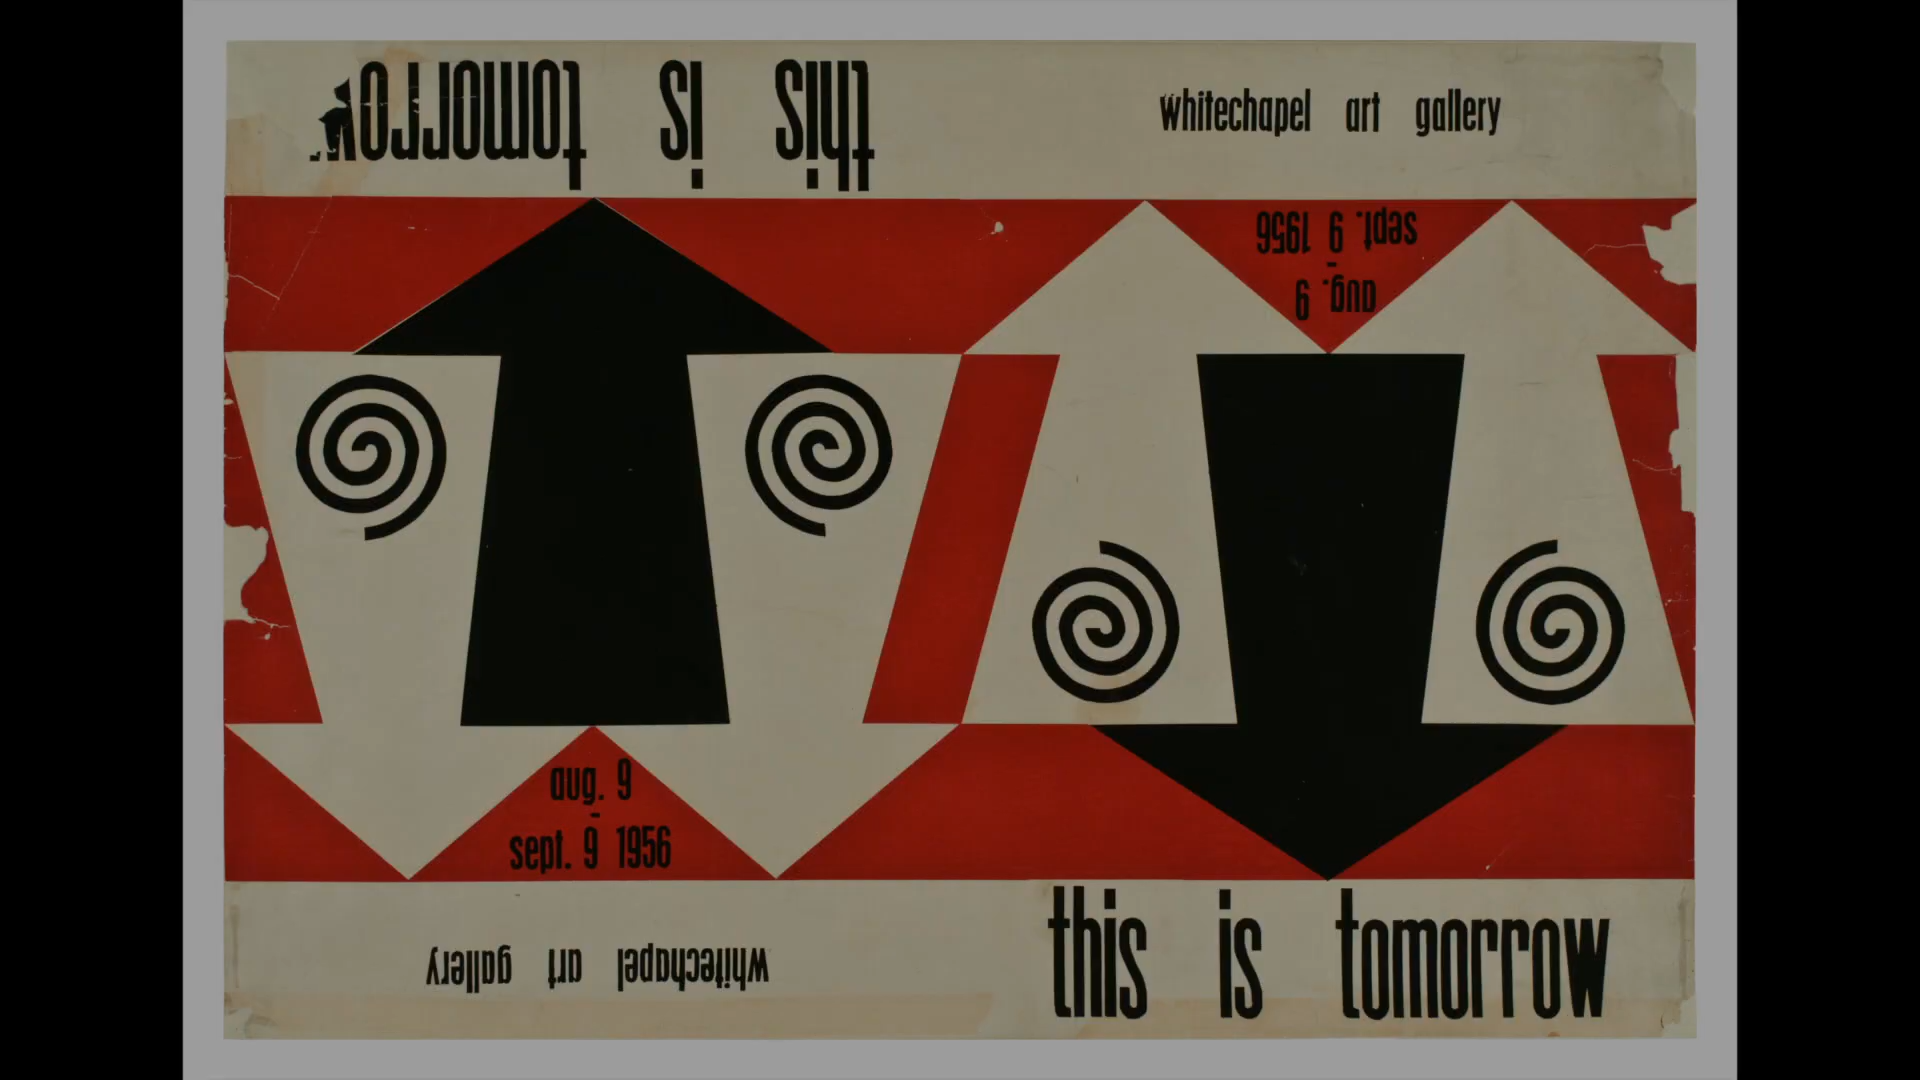 this is tomorrow
whitechapel art gallery
sept. 9 1956
aug. 9 -
aug. 9
-
sept. 9 1956
whitechapel art gallery
this is tomorrow